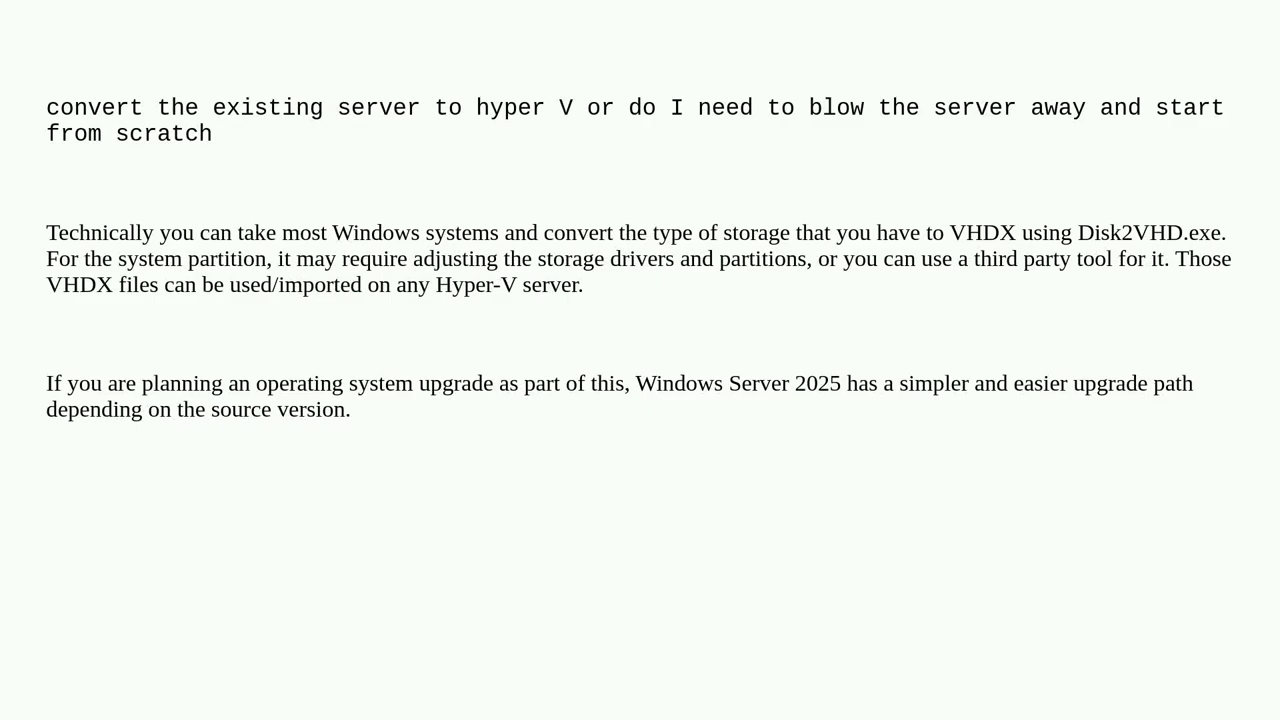 convert the existing server to hyper V or do I need to blow the server away and start
from scratch
Technically you can take most Windows systems and convert the type of storage that you have to VHDX using Disk2VHD.exe.
For the system partition, it may require adjusting the storage drivers and partitions, or you can use a third party tool for it. Those
VHDX files can be used/imported on any Hyper-V server.
If you are planning an operating system upgrade as part of this, Windows Server 2025 has a simpler and easier upgrade path
depending on the source version.